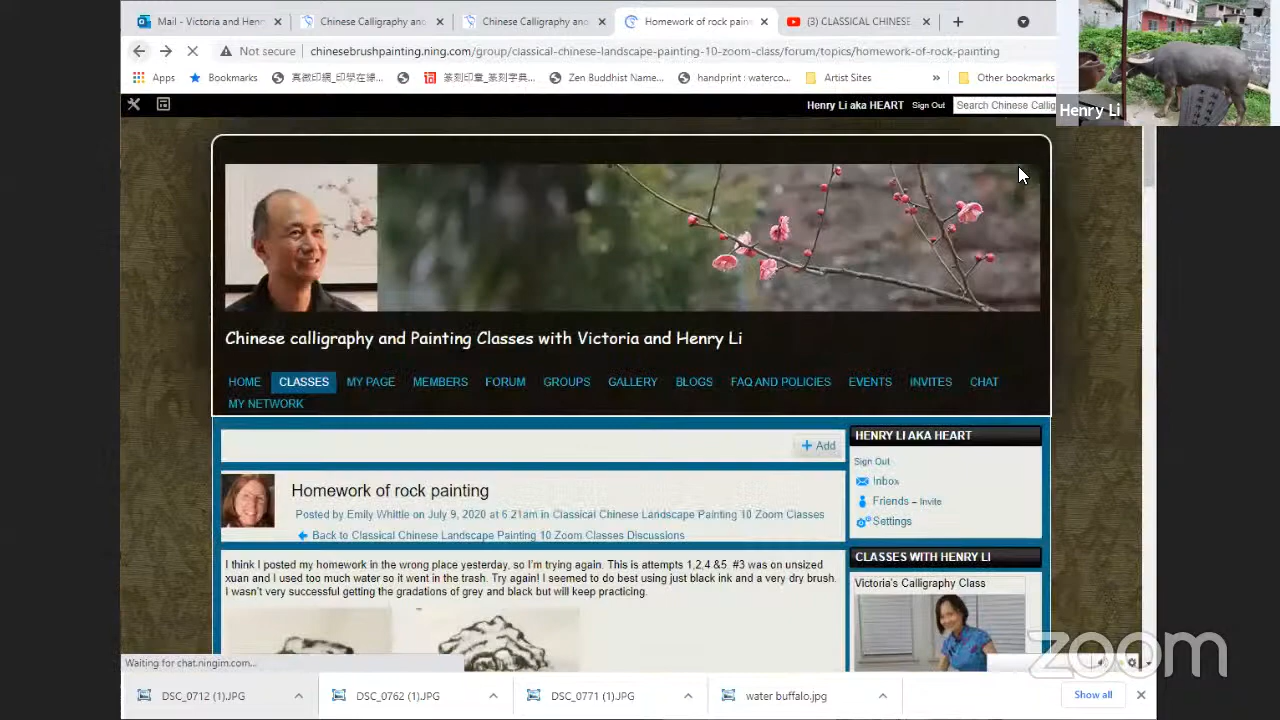 Mail - Victoria and Henr
Chinese Calligraphy and
Chinese Calligraphy and
Homework of rock pain
(3) CLASSICAL CHINESE
Not secure
chinesebrushpainting.ning.com/group/classical-chinese-landscape-painting-10-zoom-class/forum/topics/homework-of-rock-painting
Apps
Bookmarks
Zen Buddhist Name...
handprint : waterco...
Artist Sites
»
Other bookmarks
Henry Li
Henry Li aka HEART
Sign Out
Search Chinese Callig
Chinese calligraphy and Painting Classes with Victoria and Henry Li
HOME
CLASSES
MY PAGE
MEMBERS
FORUM
GROUPS
GALLERY
BLOGS
FAQ AND POLICIES
EVENTS
INVITES
CHAT
MY NETWORK
+ Add
HENRY LI AKA HEART
Sign Out
Inbox
Friends – Invite
Settings
Homework of rock painting
Posted by Emily Whittle on July 9, 2020 at 6:21am in Classical Chinese Landscape Painting 10 Zoom Classes
Back to Classical Chinese Landscape Painting 10 Zoom Classes Discussions
I think I posted my homework in the wrong place yesterday, so I'm trying again. This is attempts 1,2,4 &5. #3 was on unsized
xuan and I used too much water so it went in the trash. Try again! I seemed to do best using just black ink and a very dry brush.
I wasn't very successful getting the gradations of grey and black but will keep practicing.
CLASSES WITH HENRY LI
Victoria's Calligraphy Class
zoom
Waiting for chat.ningim.com...
DSC_0712 (1).JPG
DSC_0762 (1).JPG
DSC_0771 (1).JPG
water buffalo.jpg
Show all